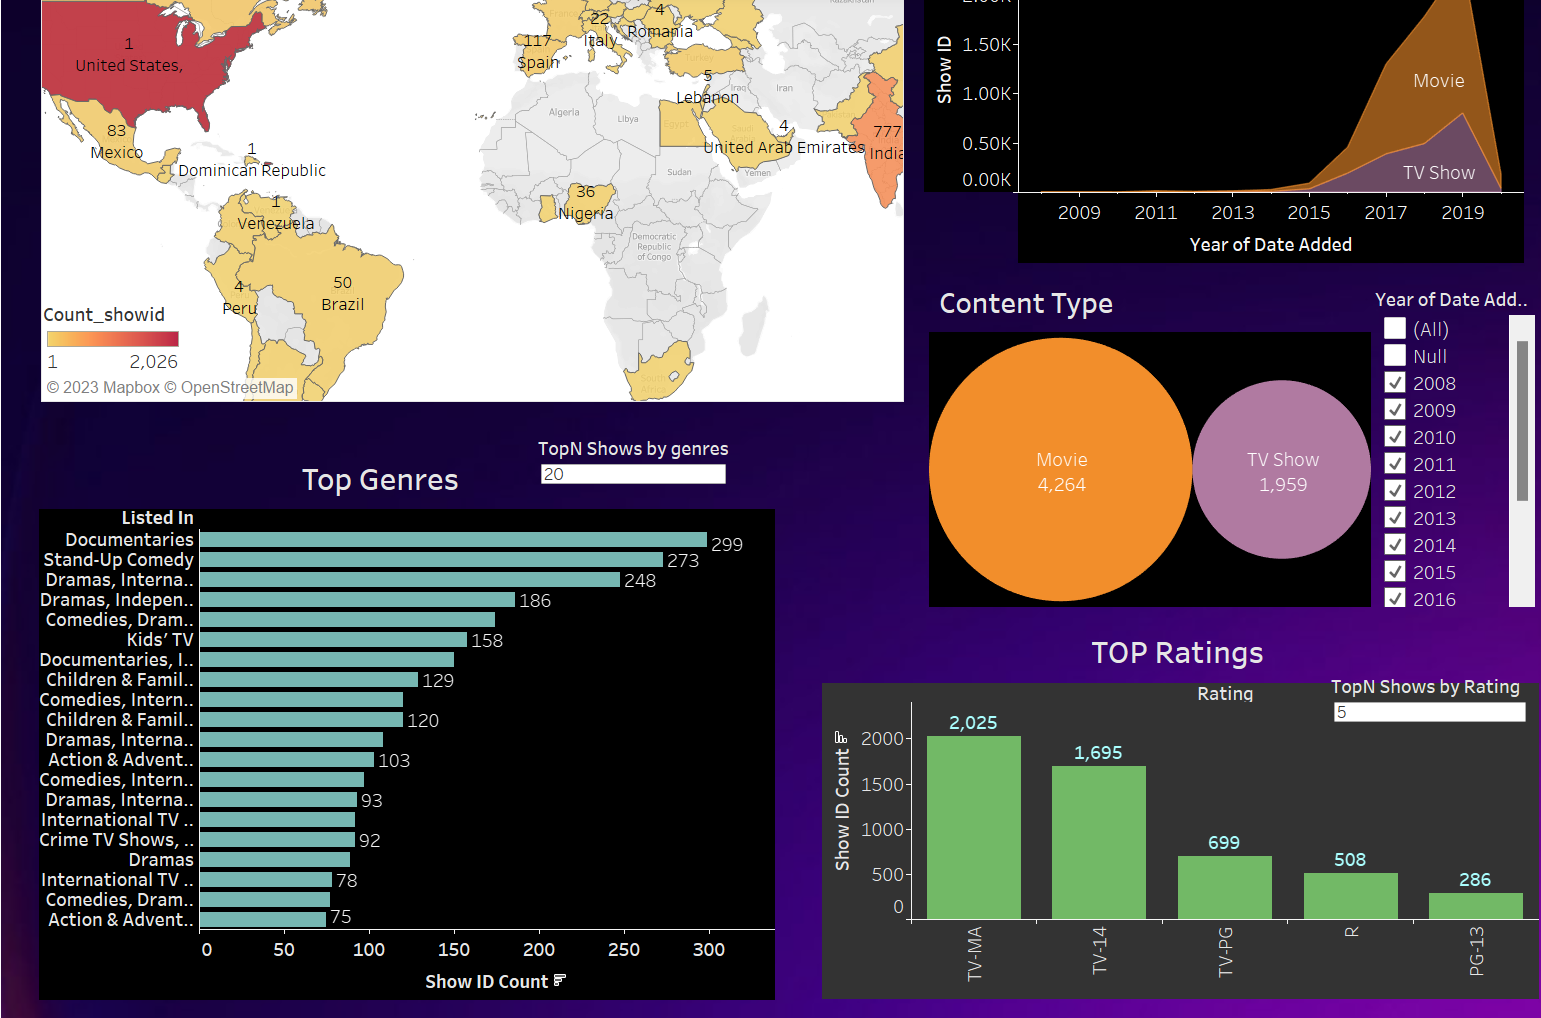 1
United States,
83
Mexico
1
Dominican Republic
1
Venezuela
4
Peru
50
Brazil
117
Spain
22
Italy
4
Romania
Turkey
5
Lebanon
Iraq
Iran
Algeria
Libya
Egypt
4
United Arab Emirates
777
India
Sudan
Yemen
36
Nigeria
Democratic
Republic
of Congo
South
Africa
Count_showid
1 2,026
© 2023 Mapbox © OpenStreetMap
Show ID
2.00K
1.50K
1.00K
0.50K
0.00K
Movie
TV Show
2009 2011 2013 2015 2017 2019
Year of Date Added
Content Type
Movie
4,264
TV Show
1,959
Year of Date Add..
(All)
Null
2008
2009
2010
2011
2012
2013
2014
2015
2016
TopN Shows by genres
20
Top Genres
Listed In
Documentaries 299
Stand-Up Comedy 273
Dramas, Interna.. 248
Dramas, Indepen.. 186
Comedies, Dram..
Kids’ TV 158
Documentaries, I..
Children & Famil.. 129
Comedies, Intern..
Children & Famil.. 120
Dramas, Interna..
Action & Advent.. 103
Comedies, Intern..
Dramas, Interna.. 93
International TV ..
Crime TV Shows, .. 92
Dramas
International TV .. 78
Comedies, Dram..
Action & Advent.. 75
0 50 100 150 200 250 300
Show ID Count
TOP Ratings
Rating
TopN Shows by Rating
5
Show ID Count
2000
1500
1000
500
0
2,025
1,695
699
508
286
TV-MA
TV-14
TV-PG
R
PG-13